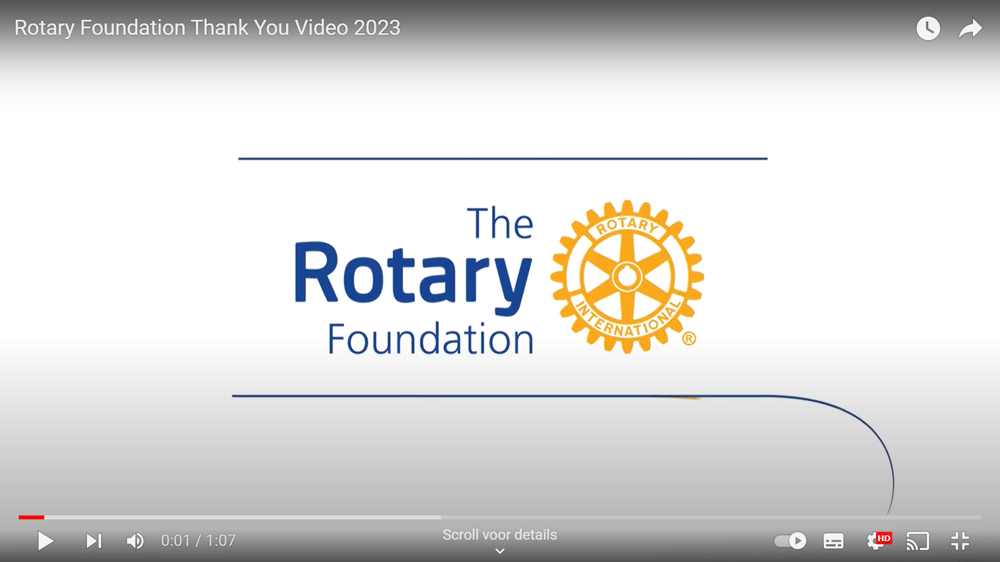 Rotary Foundation Thank You Video 2023
The
Rotary
Foundation
ROTARY
INTERNATIONAL
®
0:01 / 1:07
Scroll voor details
HD